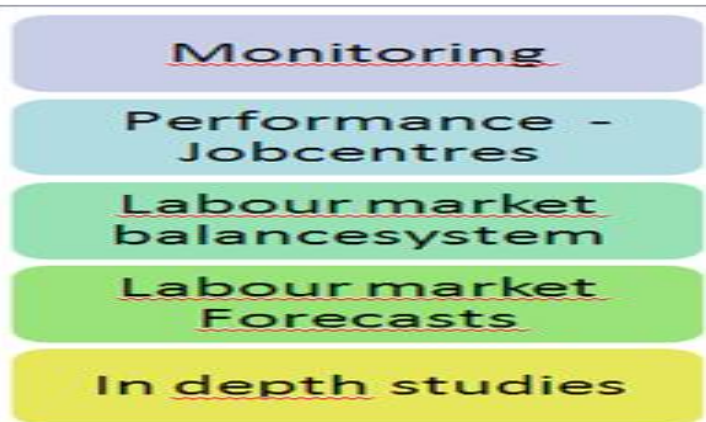 Monitoring
Performance -
Jobcentres
Labour market
balancesystem
Labour market
Forecasts
In depth studies